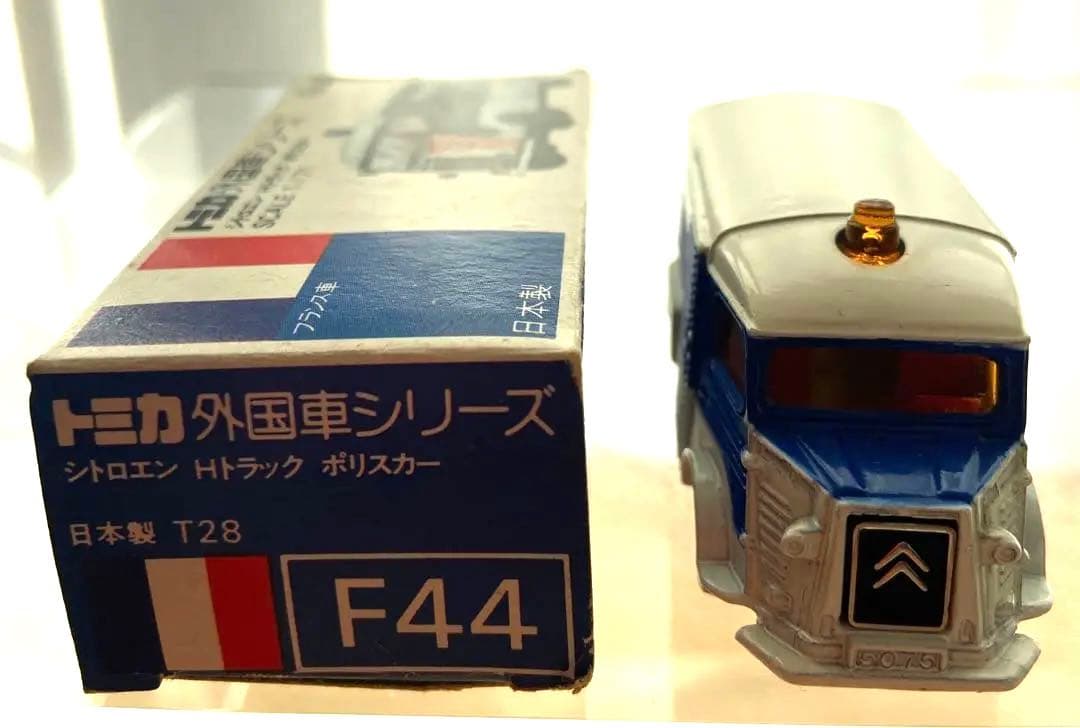 トミカ外国車シリーズ
SCALE
フランス車
日本製
トミカ 外国車シリーズ
シトロエン Hトラック ポリスカー
日本製 T28
F44
5075